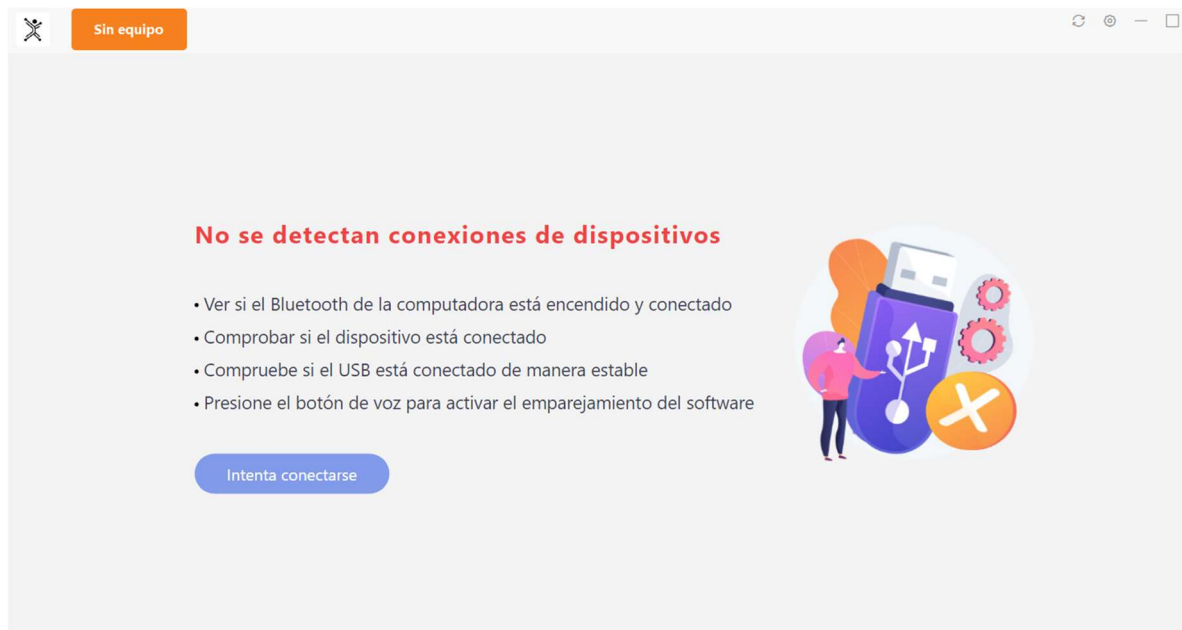 Sin equipo
No se detectan conexiones de dispositivos
• Ver si el Bluetooth de la computadora está encendido y conectado
• Comprobar si el dispositivo está conectado
• Compruebe si el USB está conectado de manera estable
• Presione el botón de voz para activar el emparejamiento del software
Intenta conectarse